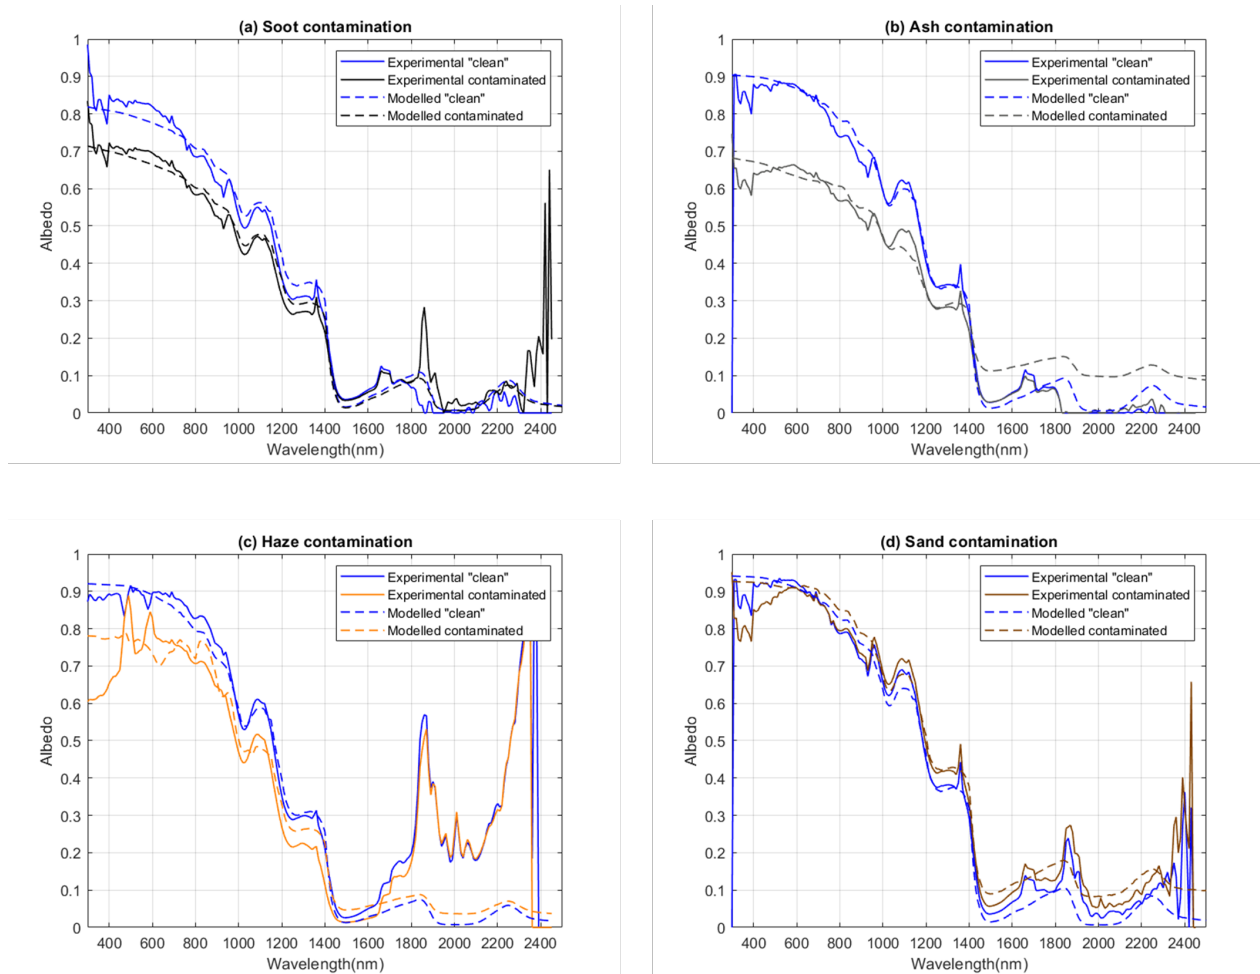 (a) Soot contamination
1
0.9
0.8
0.7
0.6
0.5
0.4
0.3
0.2
0.1
0
Albedo
Experimental "clean"
Experimental contaminated
Modelled "clean"
Modelled contaminated
400 600 800 1000 1200 1400 1600 1800 2000 2200 2400
Wavelength(nm)
(b) Ash contamination
1
0.9
0.8
0.7
0.6
0.5
0.4
0.3
0.2
0.1
0
Albedo
Experimental "clean"
Experimental contaminated
Modelled "clean"
Modelled contaminated
400 600 800 1000 1200 1400 1600 1800 2000 2200 2400
Wavelength(nm)
(c) Haze contamination
1
0.9
0.8
0.7
0.6
0.5
0.4
0.3
0.2
0.1
0
Albedo
Experimental "clean"
Experimental contaminated
Modelled "clean"
Modelled contaminated
400 600 800 1000 1200 1400 1600 1800 2000 2200 2400
Wavelength(nm)
(d) Sand contamination
1
0.9
0.8
0.7
0.6
0.5
0.4
0.3
0.2
0.1
0
Albedo
Experimental "clean"
Experimental contaminated
Modelled "clean"
Modelled contaminated
400 600 800 1000 1200 1400 1600 1800 2000 2200 2400
Wavelength(nm)